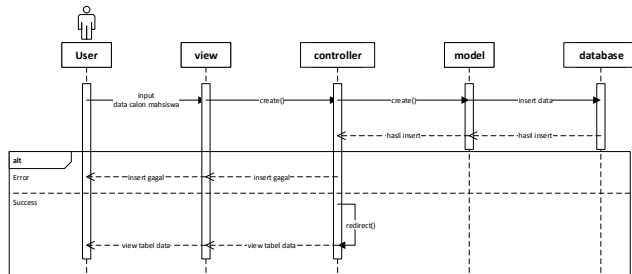 User
view
controller
model
database
input
data calon mahsiswa
create()
create()
insert data
hasil insert
hasil insert
alt
Error
insert gagal
insert gagal
Success
redirect()
view tabel data
view tabel data